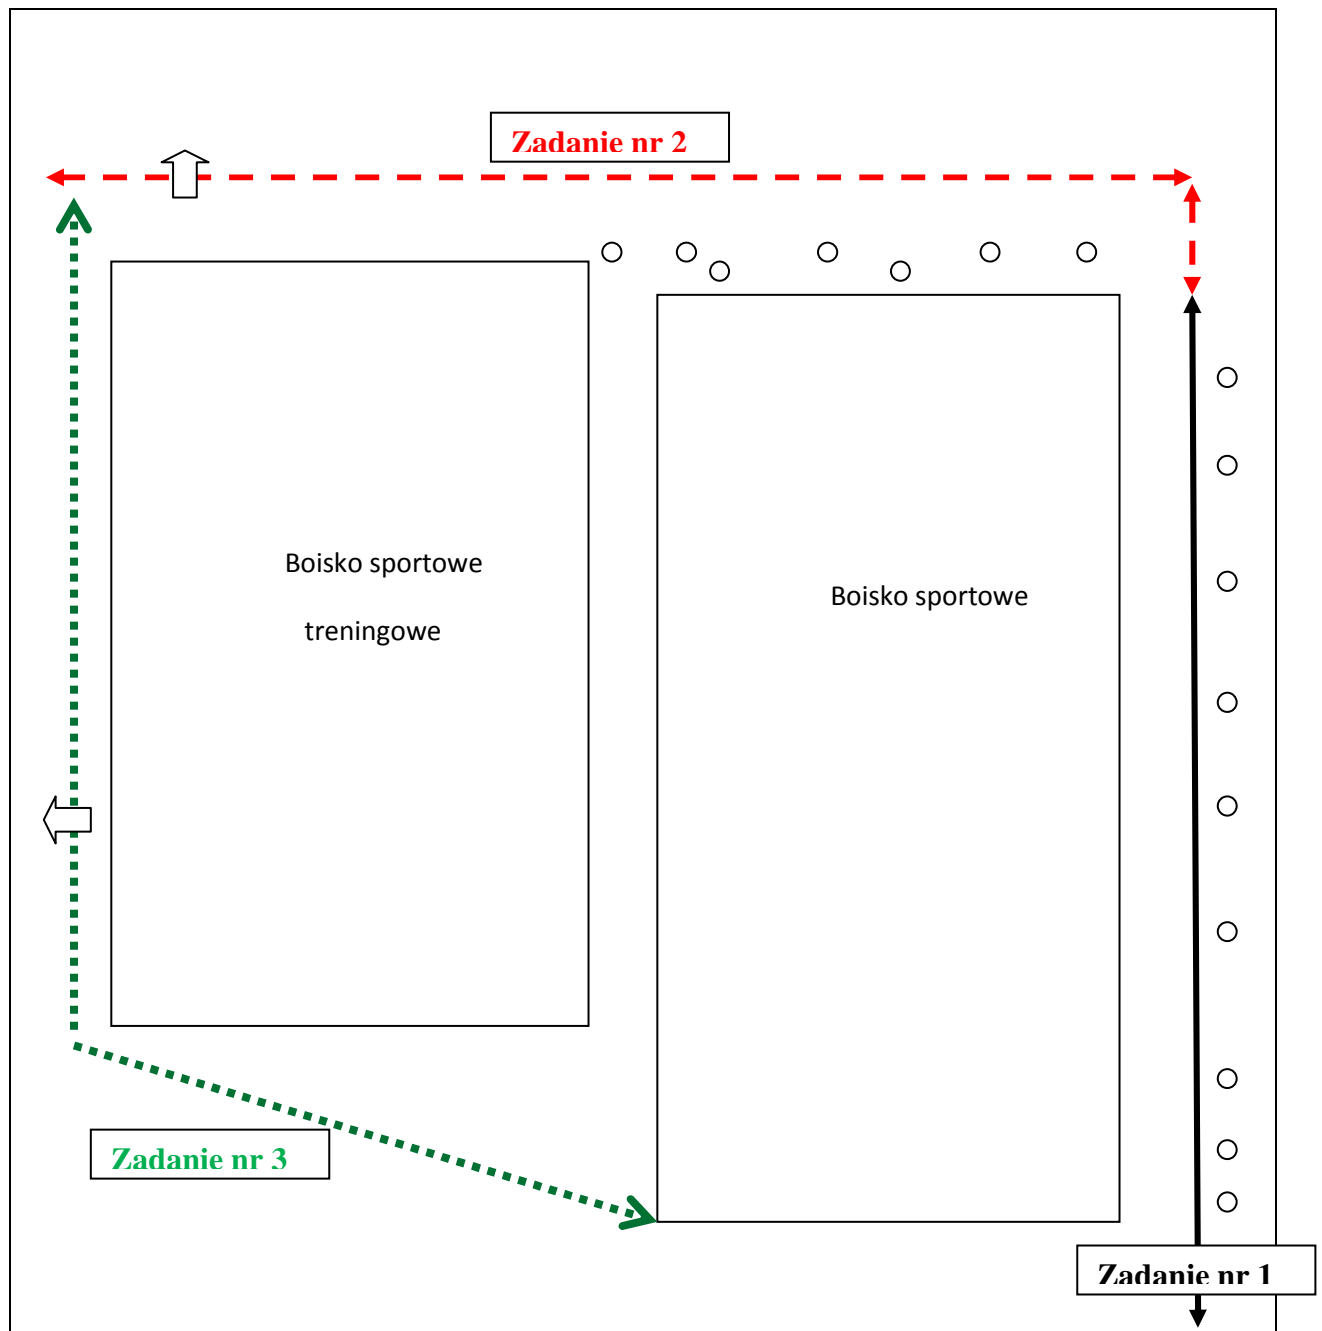 Zadanie nr 2
Boisko sportowe
treningowe
Boisko sportowe
Zadanie nr 3
Zadanie nr 1